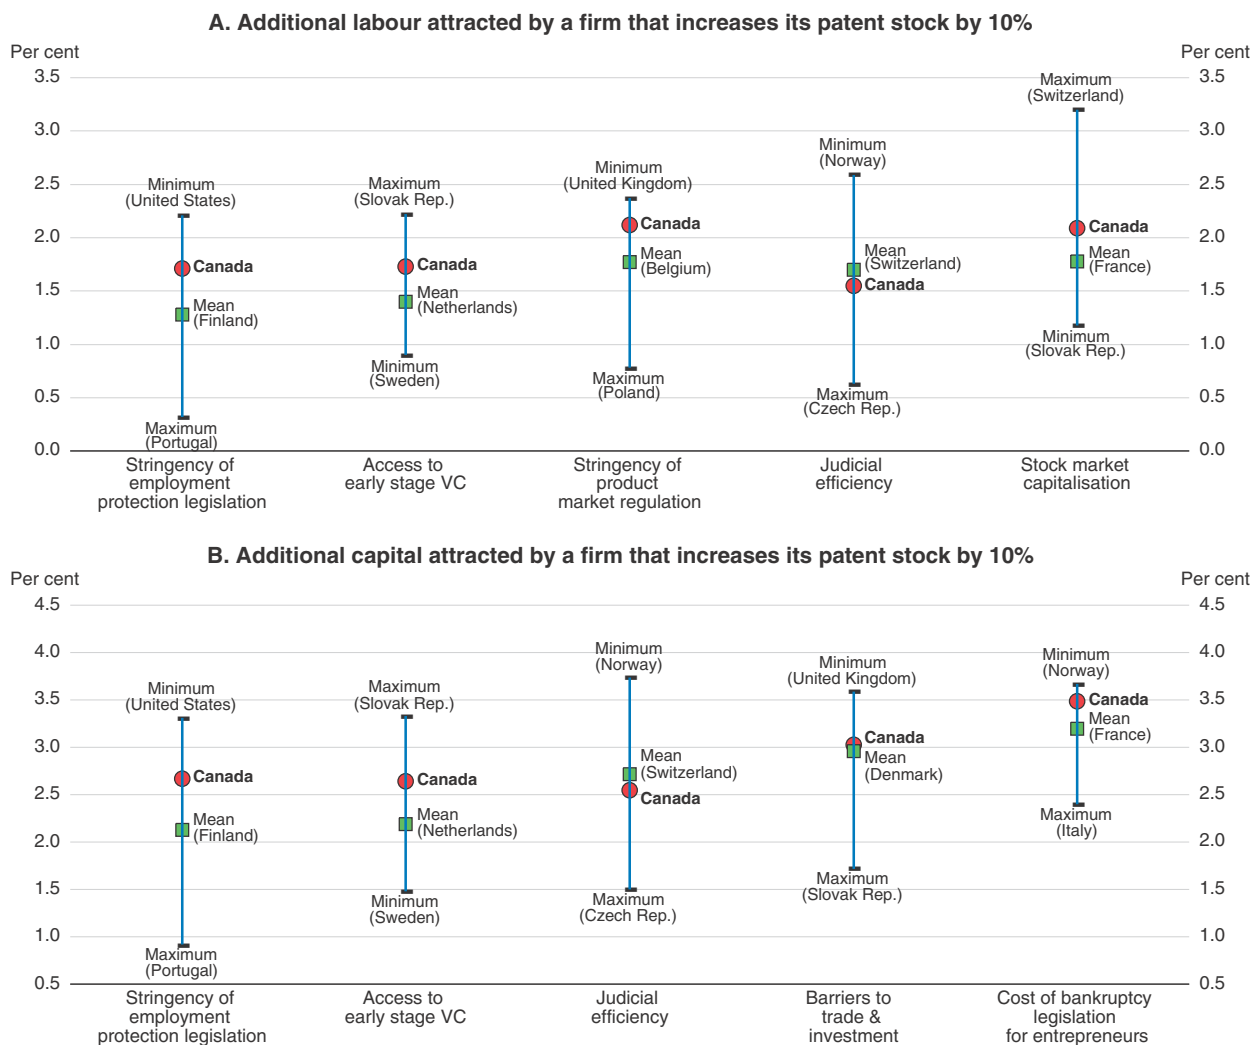 A. Additional labour attracted by a firm that increases its patent stock by 10%
Per cent
Per cent
3.5
3.0
2.5
2.0
1.5
1.0
0.5
0.0
3.5
3.0
2.5
2.0
1.5
1.0
0.5
0.0
Minimum
(United States)
Canada
Mean
(Finland)
Maximum
(Portugal)
Maximum
(Slovak Rep.)
Canada
Mean
(Netherlands)
Minimum
(Sweden)
Minimum
(United Kingdom)
Canada
Mean
(Belgium)
Maximum
(Poland)
Minimum
(Norway)
Mean
(Switzerland)
Canada
Maximum
(Czech Rep.)
Maximum
(Switzerland)
Canada
Mean
(France)
Minimum
(Slovak Rep.)
Stringency of
employment
protection legislation
Access to
early stage VC
Stringency of
product
market regulation
Judicial
efficiency
Stock market
capitalisation
B. Additional capital attracted by a firm that increases its patent stock by 10%
Per cent
Per cent
4.5
4.0
3.5
3.0
2.5
2.0
1.5
1.0
0.5
4.5
4.0
3.5
3.0
2.5
2.0
1.5
1.0
0.5
Minimum
(United States)
Canada
Mean
(Finland)
Maximum
(Portugal)
Maximum
(Slovak Rep.)
Canada
Mean
(Netherlands)
Minimum
(Sweden)
Minimum
(Norway)
Mean
(Switzerland)
Canada
Maximum
(Czech Rep.)
Minimum
(United Kingdom)
Canada
Mean
(Denmark)
Maximum
(Slovak Rep.)
Minimum
(Norway)
Canada
Mean
(France)
Maximum
(Italy)
Stringency of
employment
protection legislation
Access to
early stage VC
Judicial
efficiency
Barriers to
trade &
investment
Cost of bankruptcy
legislation
for entrepreneurs